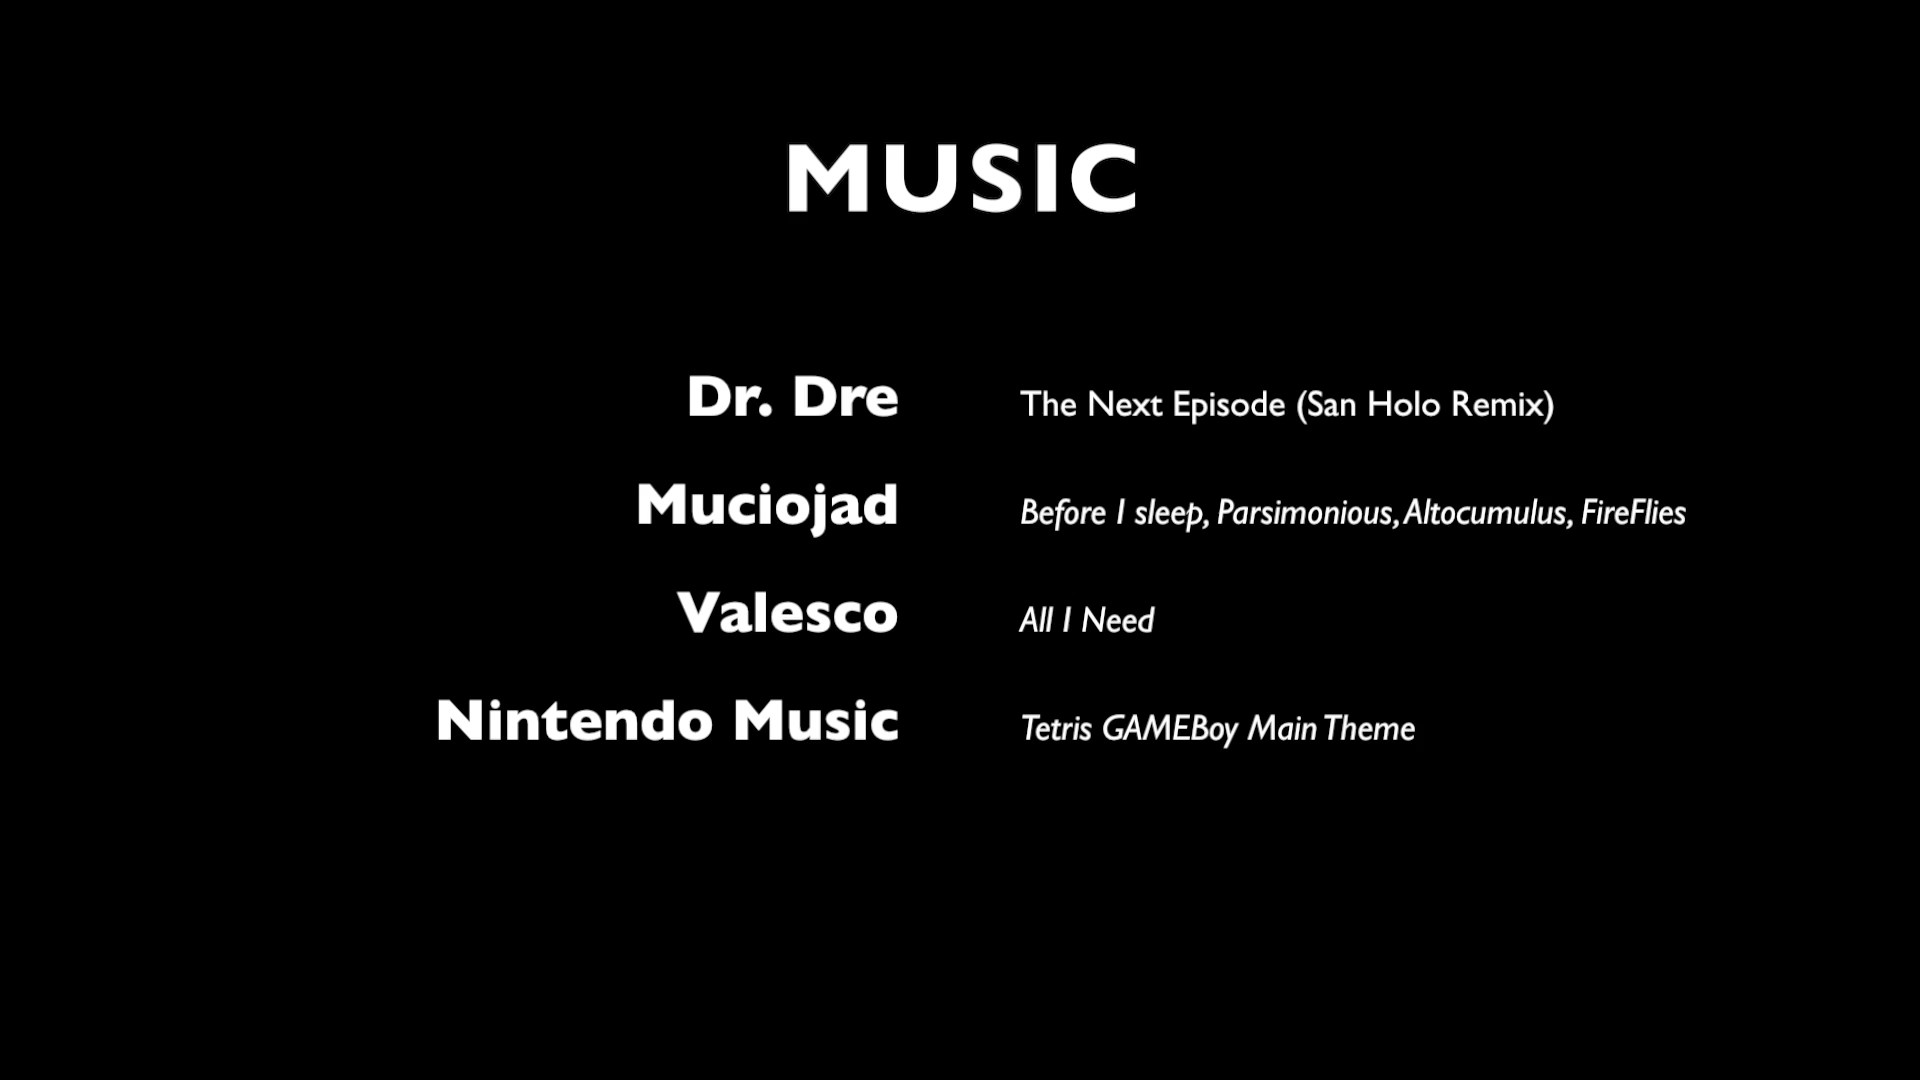 MUSIC
Dr. Dre The Next Episode (San Holo Remix)
Muciojad Before I sleep, Parsimonious, Altocumulus, FireFlies
Valesco All I Need
Nintendo Music Tetris GAMEBoy Main Theme